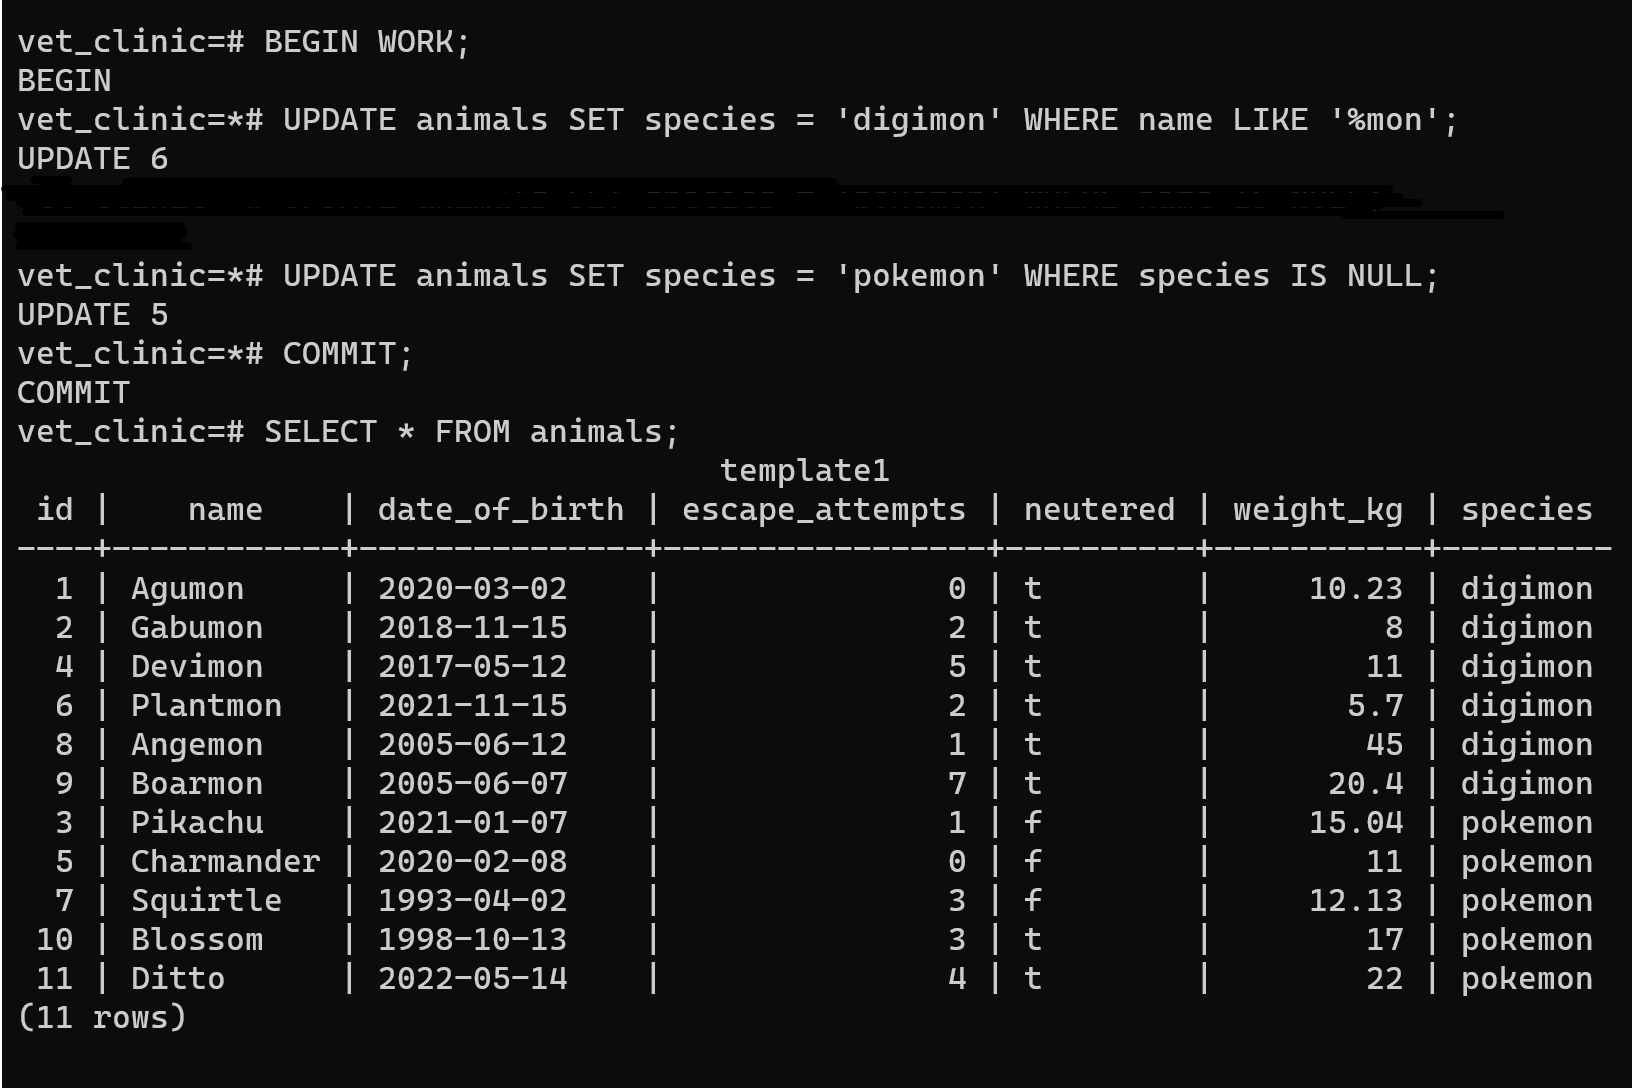 vet_clinic=# BEGIN WORK;
BEGIN
vet_clinic=*# UPDATE animals SET species = 'digimon' WHERE name LIKE '%mon';
UPDATE 6
vet_clinic=*# UPDATE animals SET species = 'pokemon' WHERE species IS NULL;
UPDATE 5
vet_clinic=*# COMMIT;
COMMIT
vet_clinic=# SELECT * FROM animals;
template1
id | name | date_of_birth | escape_attempts | neutered | weight_kg | species
----+------------+---------------+-----------------+----------+-----------+---------
1 | Agumon | 2020-03-02 | 0 | t | 10.23 | digimon
2 | Gabumon | 2018-11-15 | 2 | t | 8 | digimon
4 | Devimon | 2017-05-12 | 5 | t | 11 | digimon
6 | Plantmon | 2021-11-15 | 2 | t | 5.7 | digimon
8 | Angemon | 2005-06-12 | 1 | t | 45 | digimon
9 | Boarmon | 2005-06-07 | 7 | t | 20.4 | digimon
3 | Pikachu | 2021-01-07 | 1 | f | 15.04 | pokemon
5 | Charmander | 2020-02-08 | 0 | f | 11 | pokemon
7 | Squirtle | 1993-04-02 | 3 | f | 12.13 | pokemon
10 | Blossom | 1998-10-13 | 3 | t | 17 | pokemon
11 | Ditto | 2022-05-14 | 4 | t | 22 | pokemon
(11 rows)